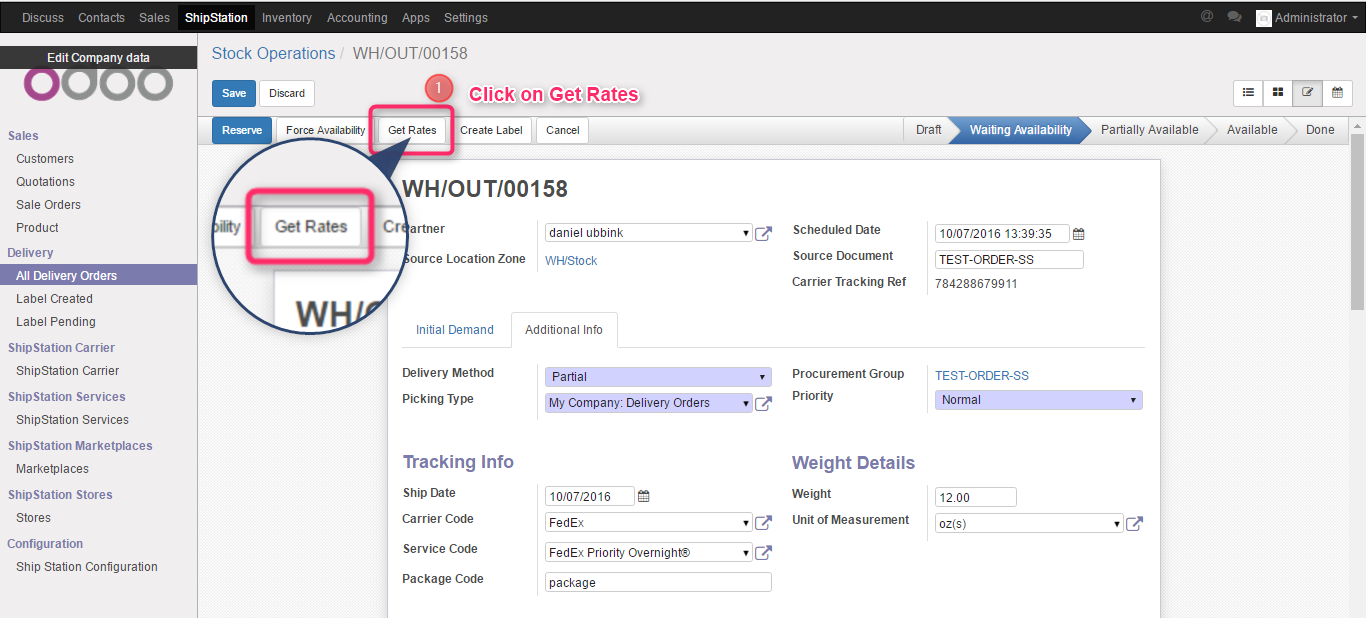 Discuss Contacts Sales ShipStation Inventory Accounting Apps Settings @ Administrator
Edit Company data
odoo
Sales
Customers
Quotations
Sale Orders
Product
Delivery
All Delivery Orders
Label Created
Label Pending
ShipStation Carrier
ShipStation Carrier
ShipStation Services
ShipStation Services
ShipStation Marketplaces
Marketplaces
ShipStation Stores
Stores
Configuration
Ship Station Configuration
Stock Operations / WH/OUT/00158
Save Discard
1 Click on Get Rates
Reserve Force Availability Get Rates Create Label Cancel
Draft Waiting Availability Partially Available Available Done
bility Get Rates Cre
WH/O
WH/OUT/00158
Partner daniel ubbink
Source Location Zone WH/Stock
Scheduled Date 10/07/2016 13:39:35
Source Document TEST-ORDER-SS
Carrier Tracking Ref 784288679911
Initial Demand Additional Info
Delivery Method Partial
Picking Type My Company: Delivery Orders
Procurement Group TEST-ORDER-SS
Priority Normal
Tracking Info
Ship Date 10/07/2016
Carrier Code FedEx
Service Code FedEx Priority Overnight®
Package Code package
Weight Details
Weight 12.00
Unit of Measurement oz(s)